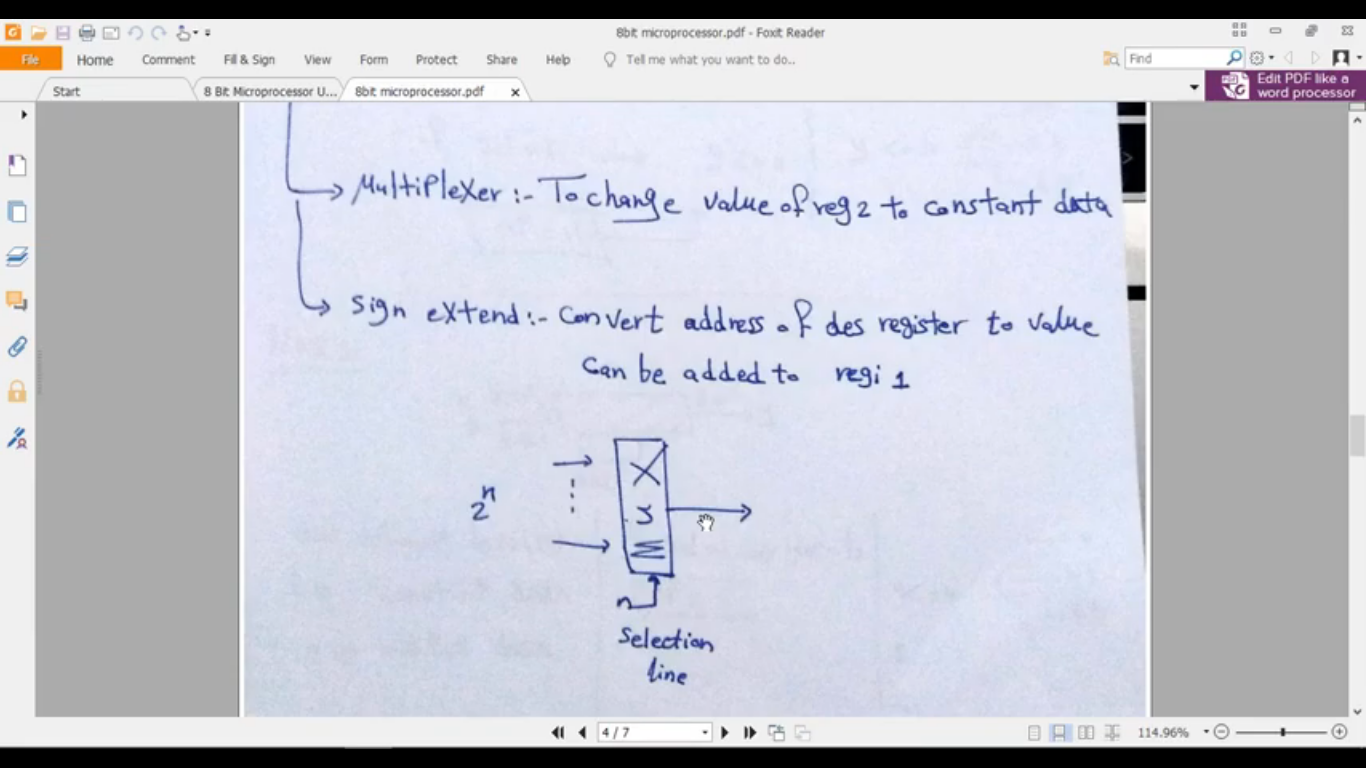 8bit microprocessor.pdf - Foxit Reader
File Home Comment Fill & Sign View Form Protect Share Help Tell me what you want to do.. Find
Start 8 Bit Microprocessor U... 8bit microprocessor.pdf Edit PDF like a
word processor
Multiplexer :- To change value of reg2 to constant data
Sign extend :- Convert address of des register to value
Can be added to regi 1
2^n
MUX
n
Selection
line
4 / 7 114.96%